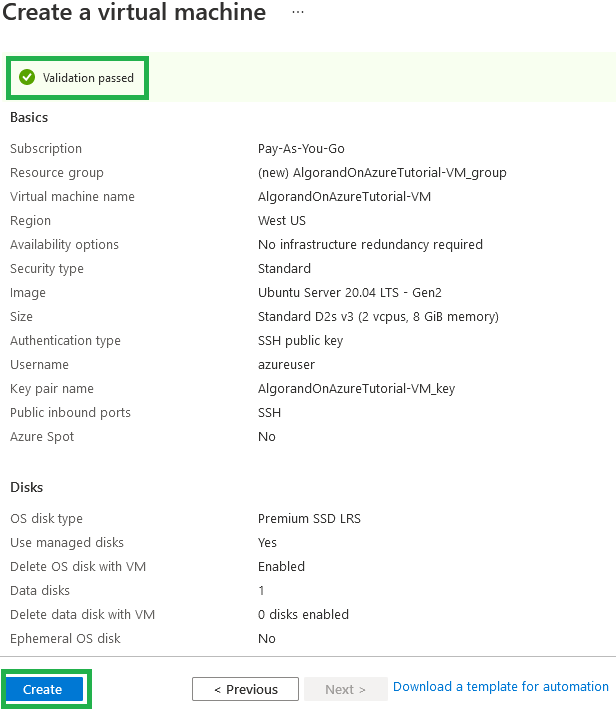 Create a virtual machine ...
Validation passed
Basics
Subscription Pay-As-You-Go
Resource group (new) AlgorandOnAzureTutorial-VM_group
Virtual machine name AlgorandOnAzureTutorial-VM
Region West US
Availability options No infrastructure redundancy required
Security type Standard
Image Ubuntu Server 20.04 LTS - Gen2
Size Standard D2s v3 (2 vcpus, 8 GiB memory)
Authentication type SSH public key
Username azureuser
Key pair name AlgorandOnAzureTutorial-VM_key
Public inbound ports SSH
Azure Spot No
Disks
OS disk type Premium SSD LRS
Use managed disks Yes
Delete OS disk with VM Enabled
Data disks 1
Delete data disk with VM 0 disks enabled
Ephemeral OS disk No
Create < Previous Next > Download a template for automation